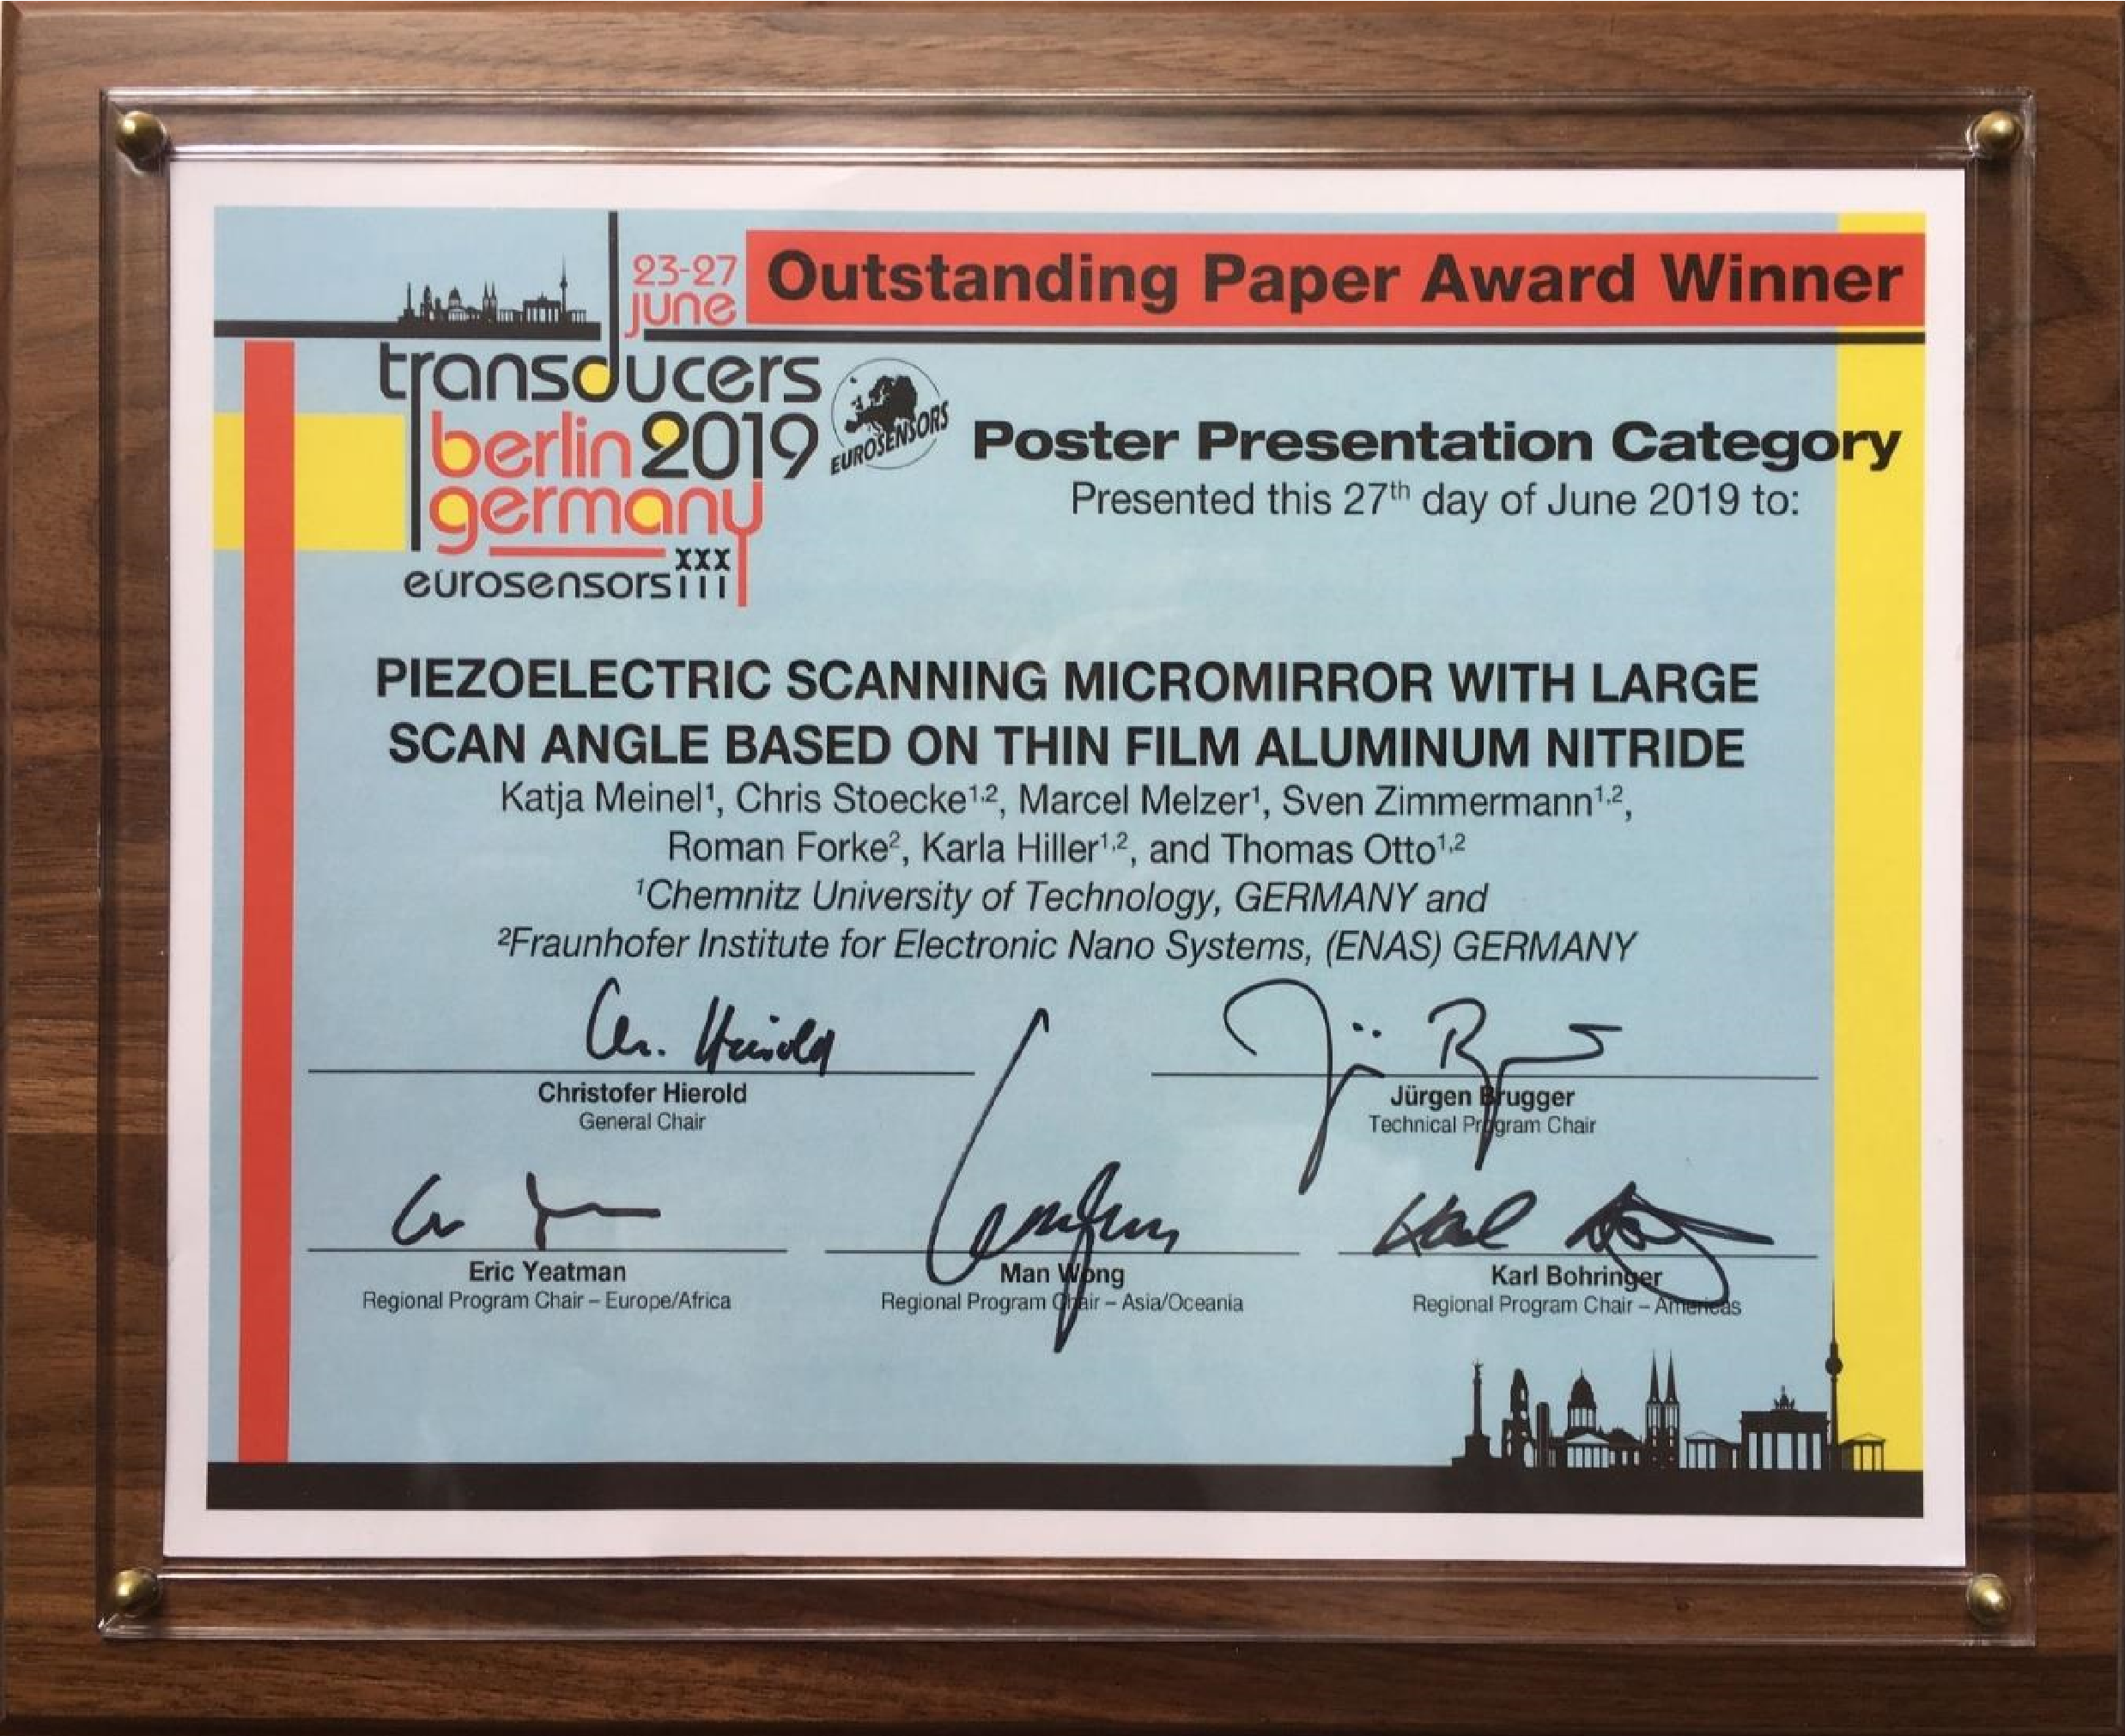 23-27
june
Outstanding Paper Award Winner
transducers
berlin 2019
germany
eurosensors xxxiii
EUROSENSORS
Poster Presentation Category
Presented this 27th day of June 2019 to:
PIEZOELECTRIC SCANNING MICROMIRROR WITH LARGE
SCAN ANGLE BASED ON THIN FILM ALUMINUM NITRIDE
Katja Meinel¹, Chris Stoecke¹·², Marcel Melzer¹, Sven Zimmermann¹·²,
Roman Forke², Karla Hiller¹·², and Thomas Otto¹·²
¹Chemnitz University of Technology, GERMANY and
²Fraunhofer Institute for Electronic Nano Systems, (ENAS) GERMANY
Christofer Hierold
General Chair
Jürgen Brugger
Technical Program Chair
Eric Yeatman
Regional Program Chair – Europe/Africa
Man Wong
Regional Program Chair – Asia/Oceania
Karl Bohringer
Regional Program Chair – Americas